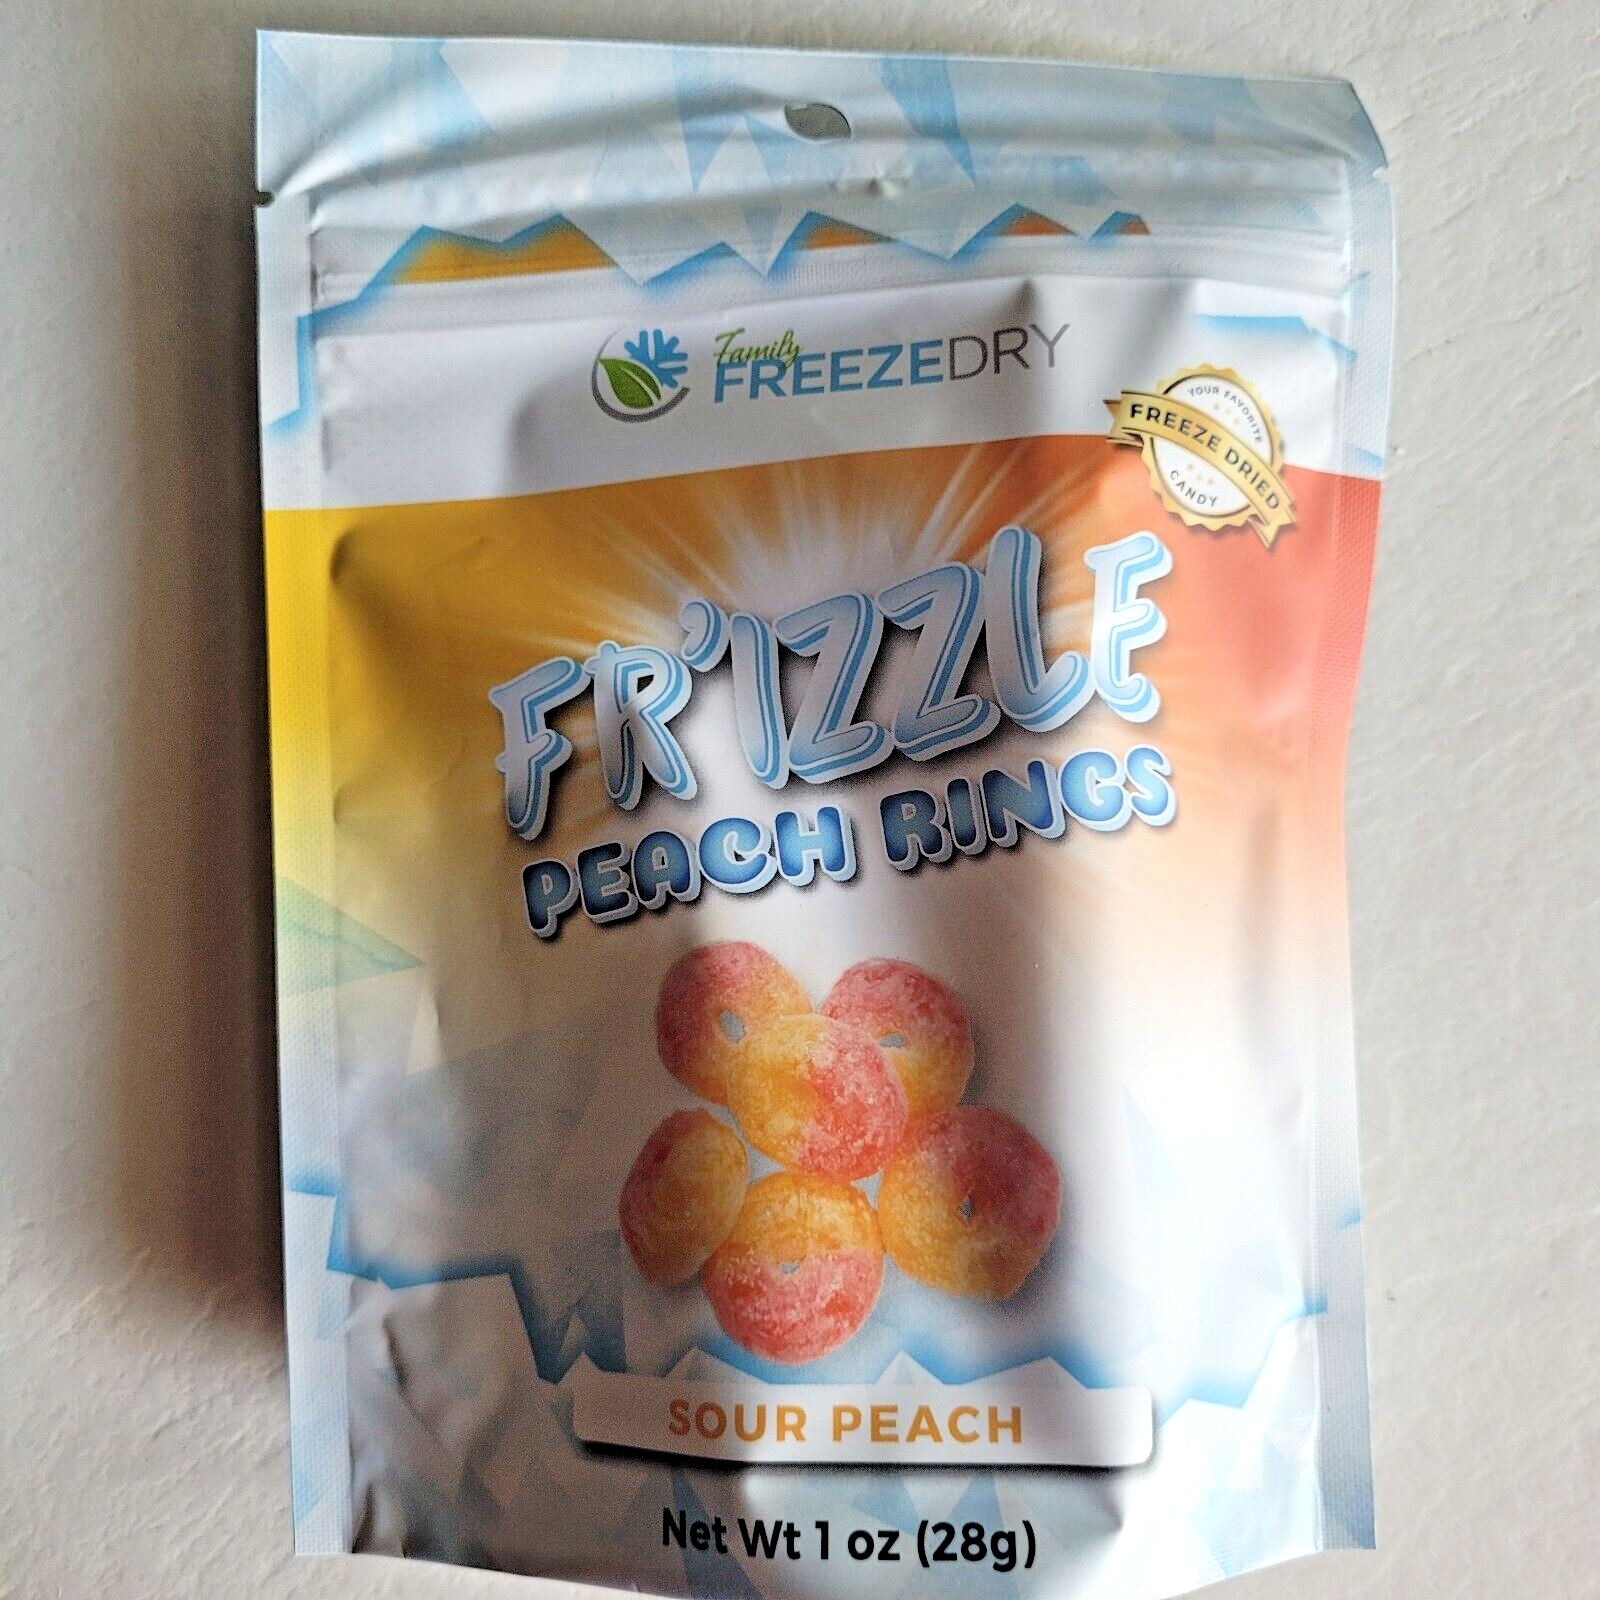 Family
FREEZEDRY
YOUR FAVORITE
FREEZE DRIED
CANDY
FR'IZZLE
PEACH RINGS
SOUR PEACH
Net Wt 1 oz (28g)